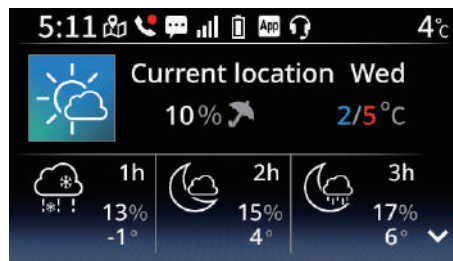 5:11 App 4°C
Current location Wed
10% 2/5°C
1h 2h 3h
13% 15% 17%
-1° 4° 6°